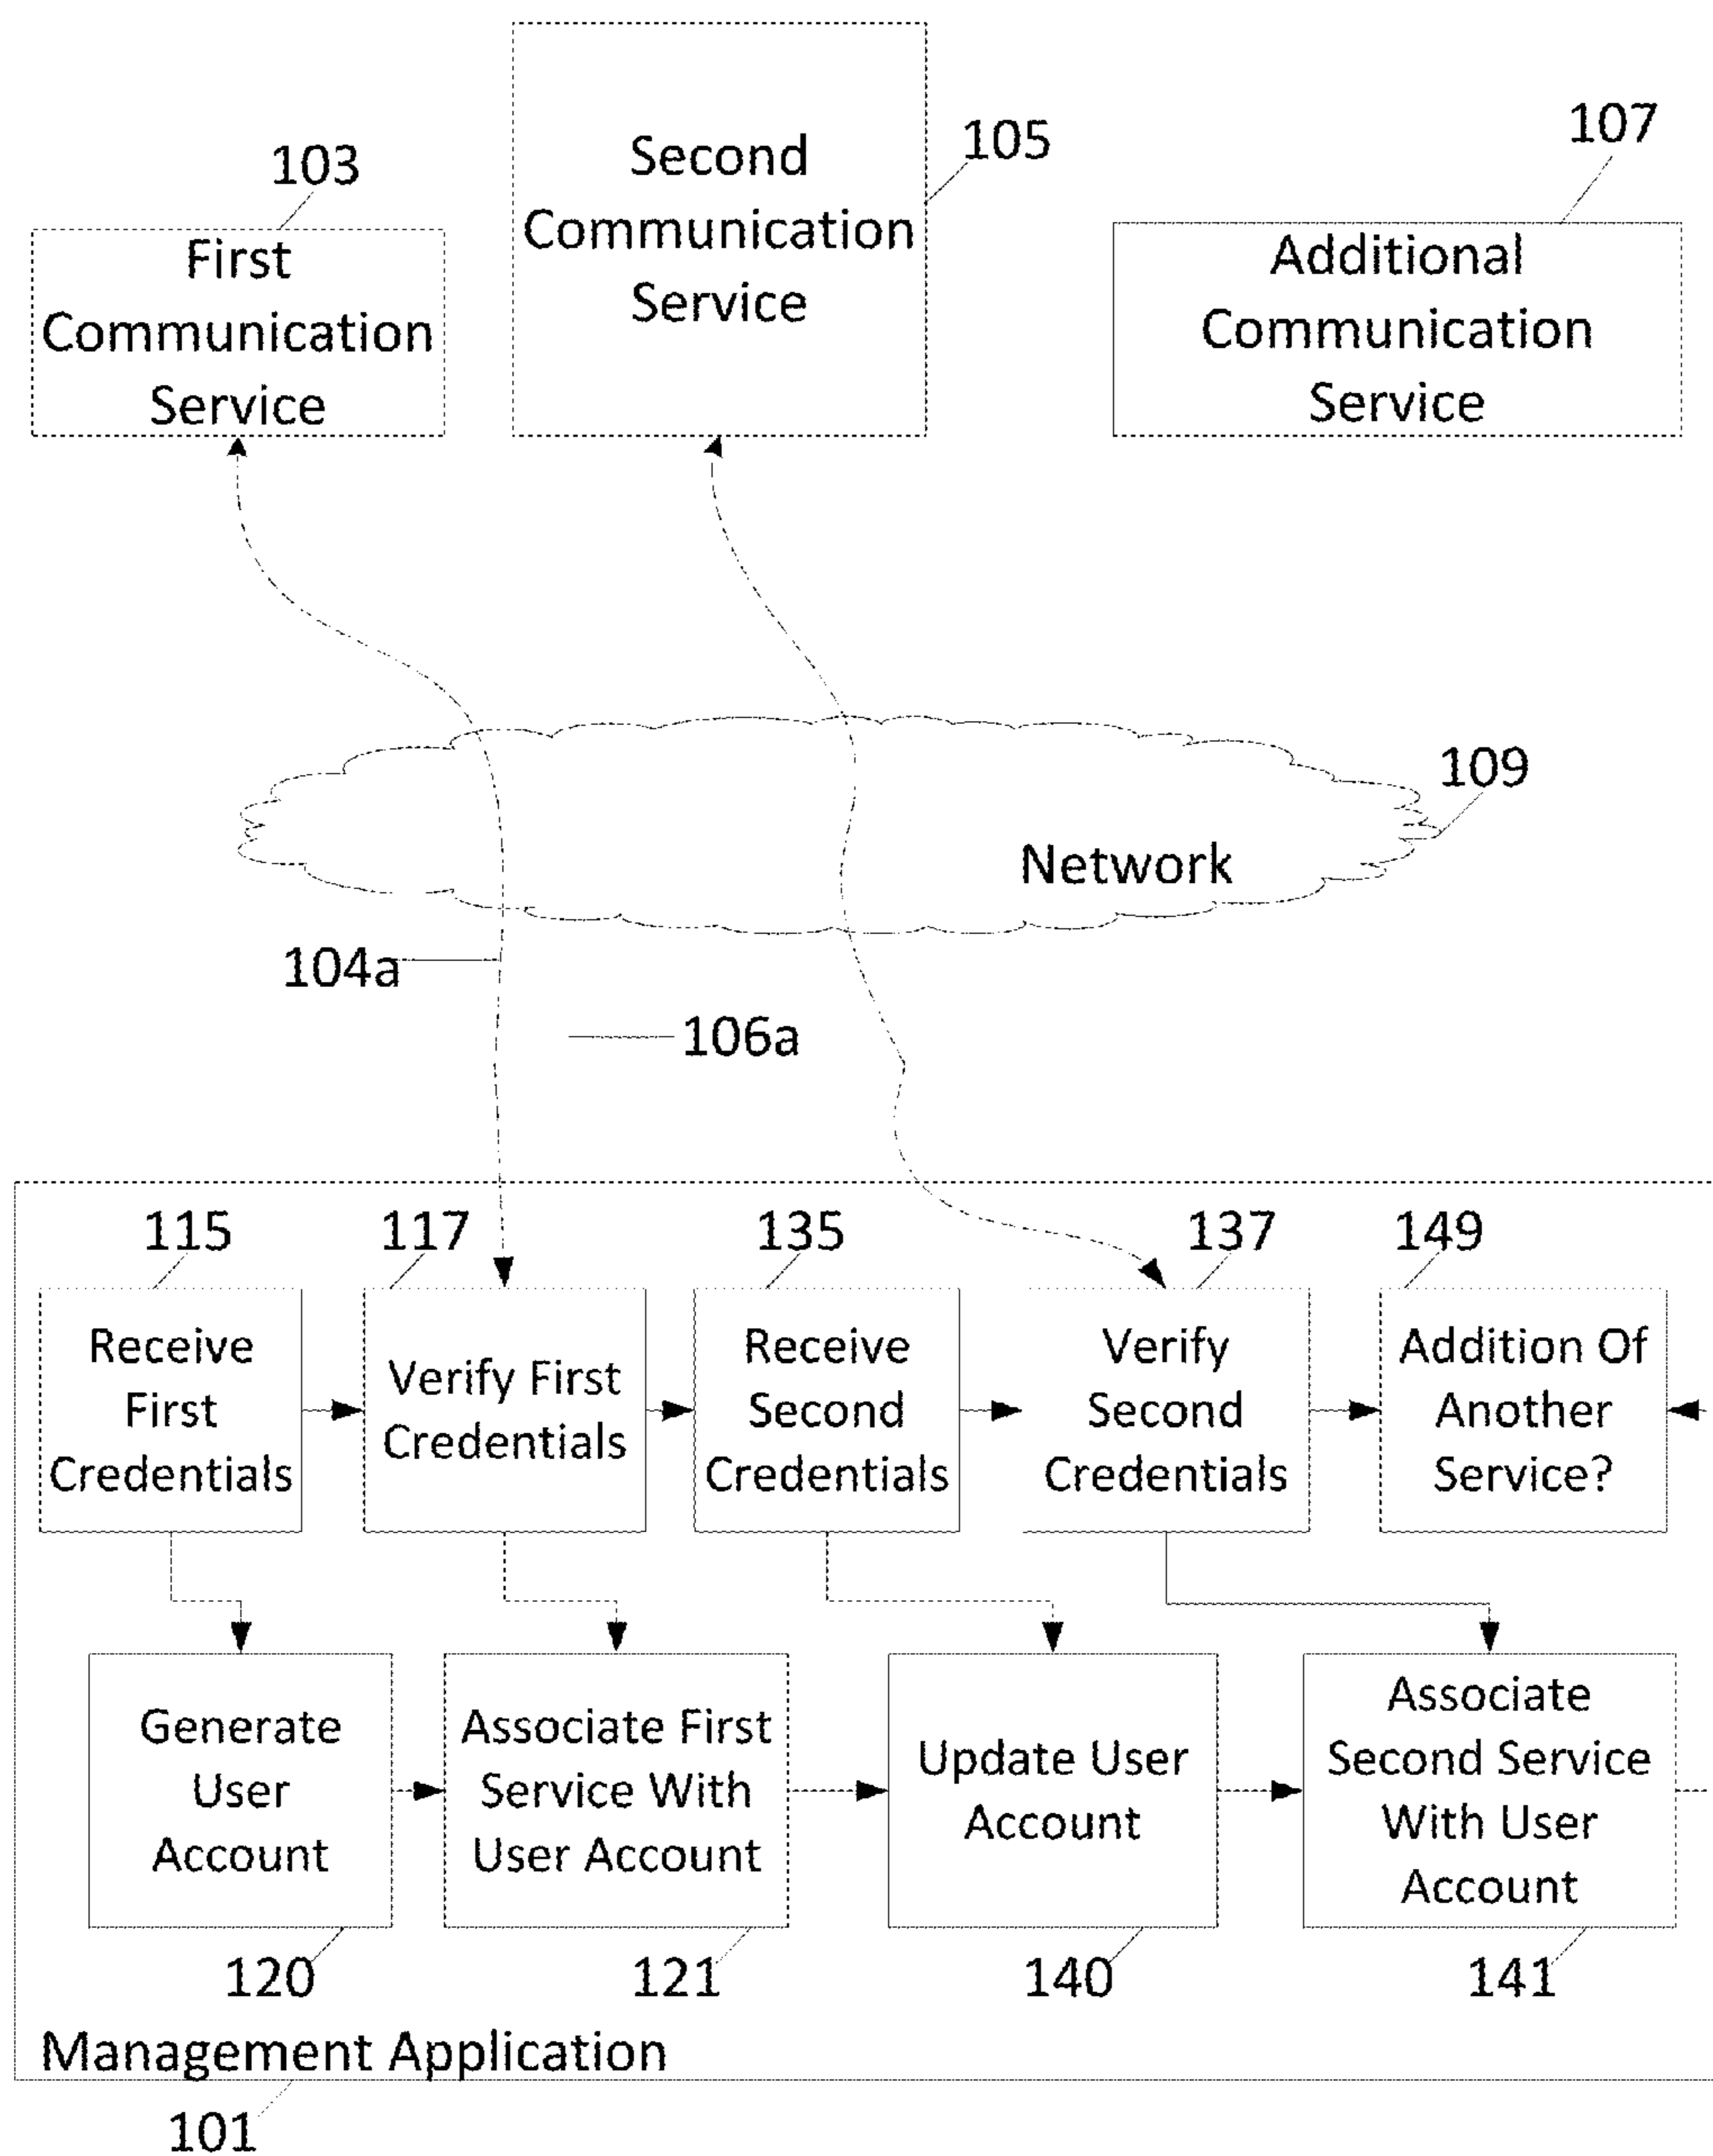 103
First
Communication
Service
Second
Communication
Service
105
107
Additional
Communication
Service
109
Network
104a
106a
115
117
135
137
149
Receive
First
Credentials
Verify First
Credentials
Receive
Second
Credentials
Verify
Second
Credentials
Addition Of
Another
Service?
Generate
User
Account
Associate First
Service With
User Account
Update User
Account
Associate
Second Service
With User
Account
120
121
140
141
Management Application
101